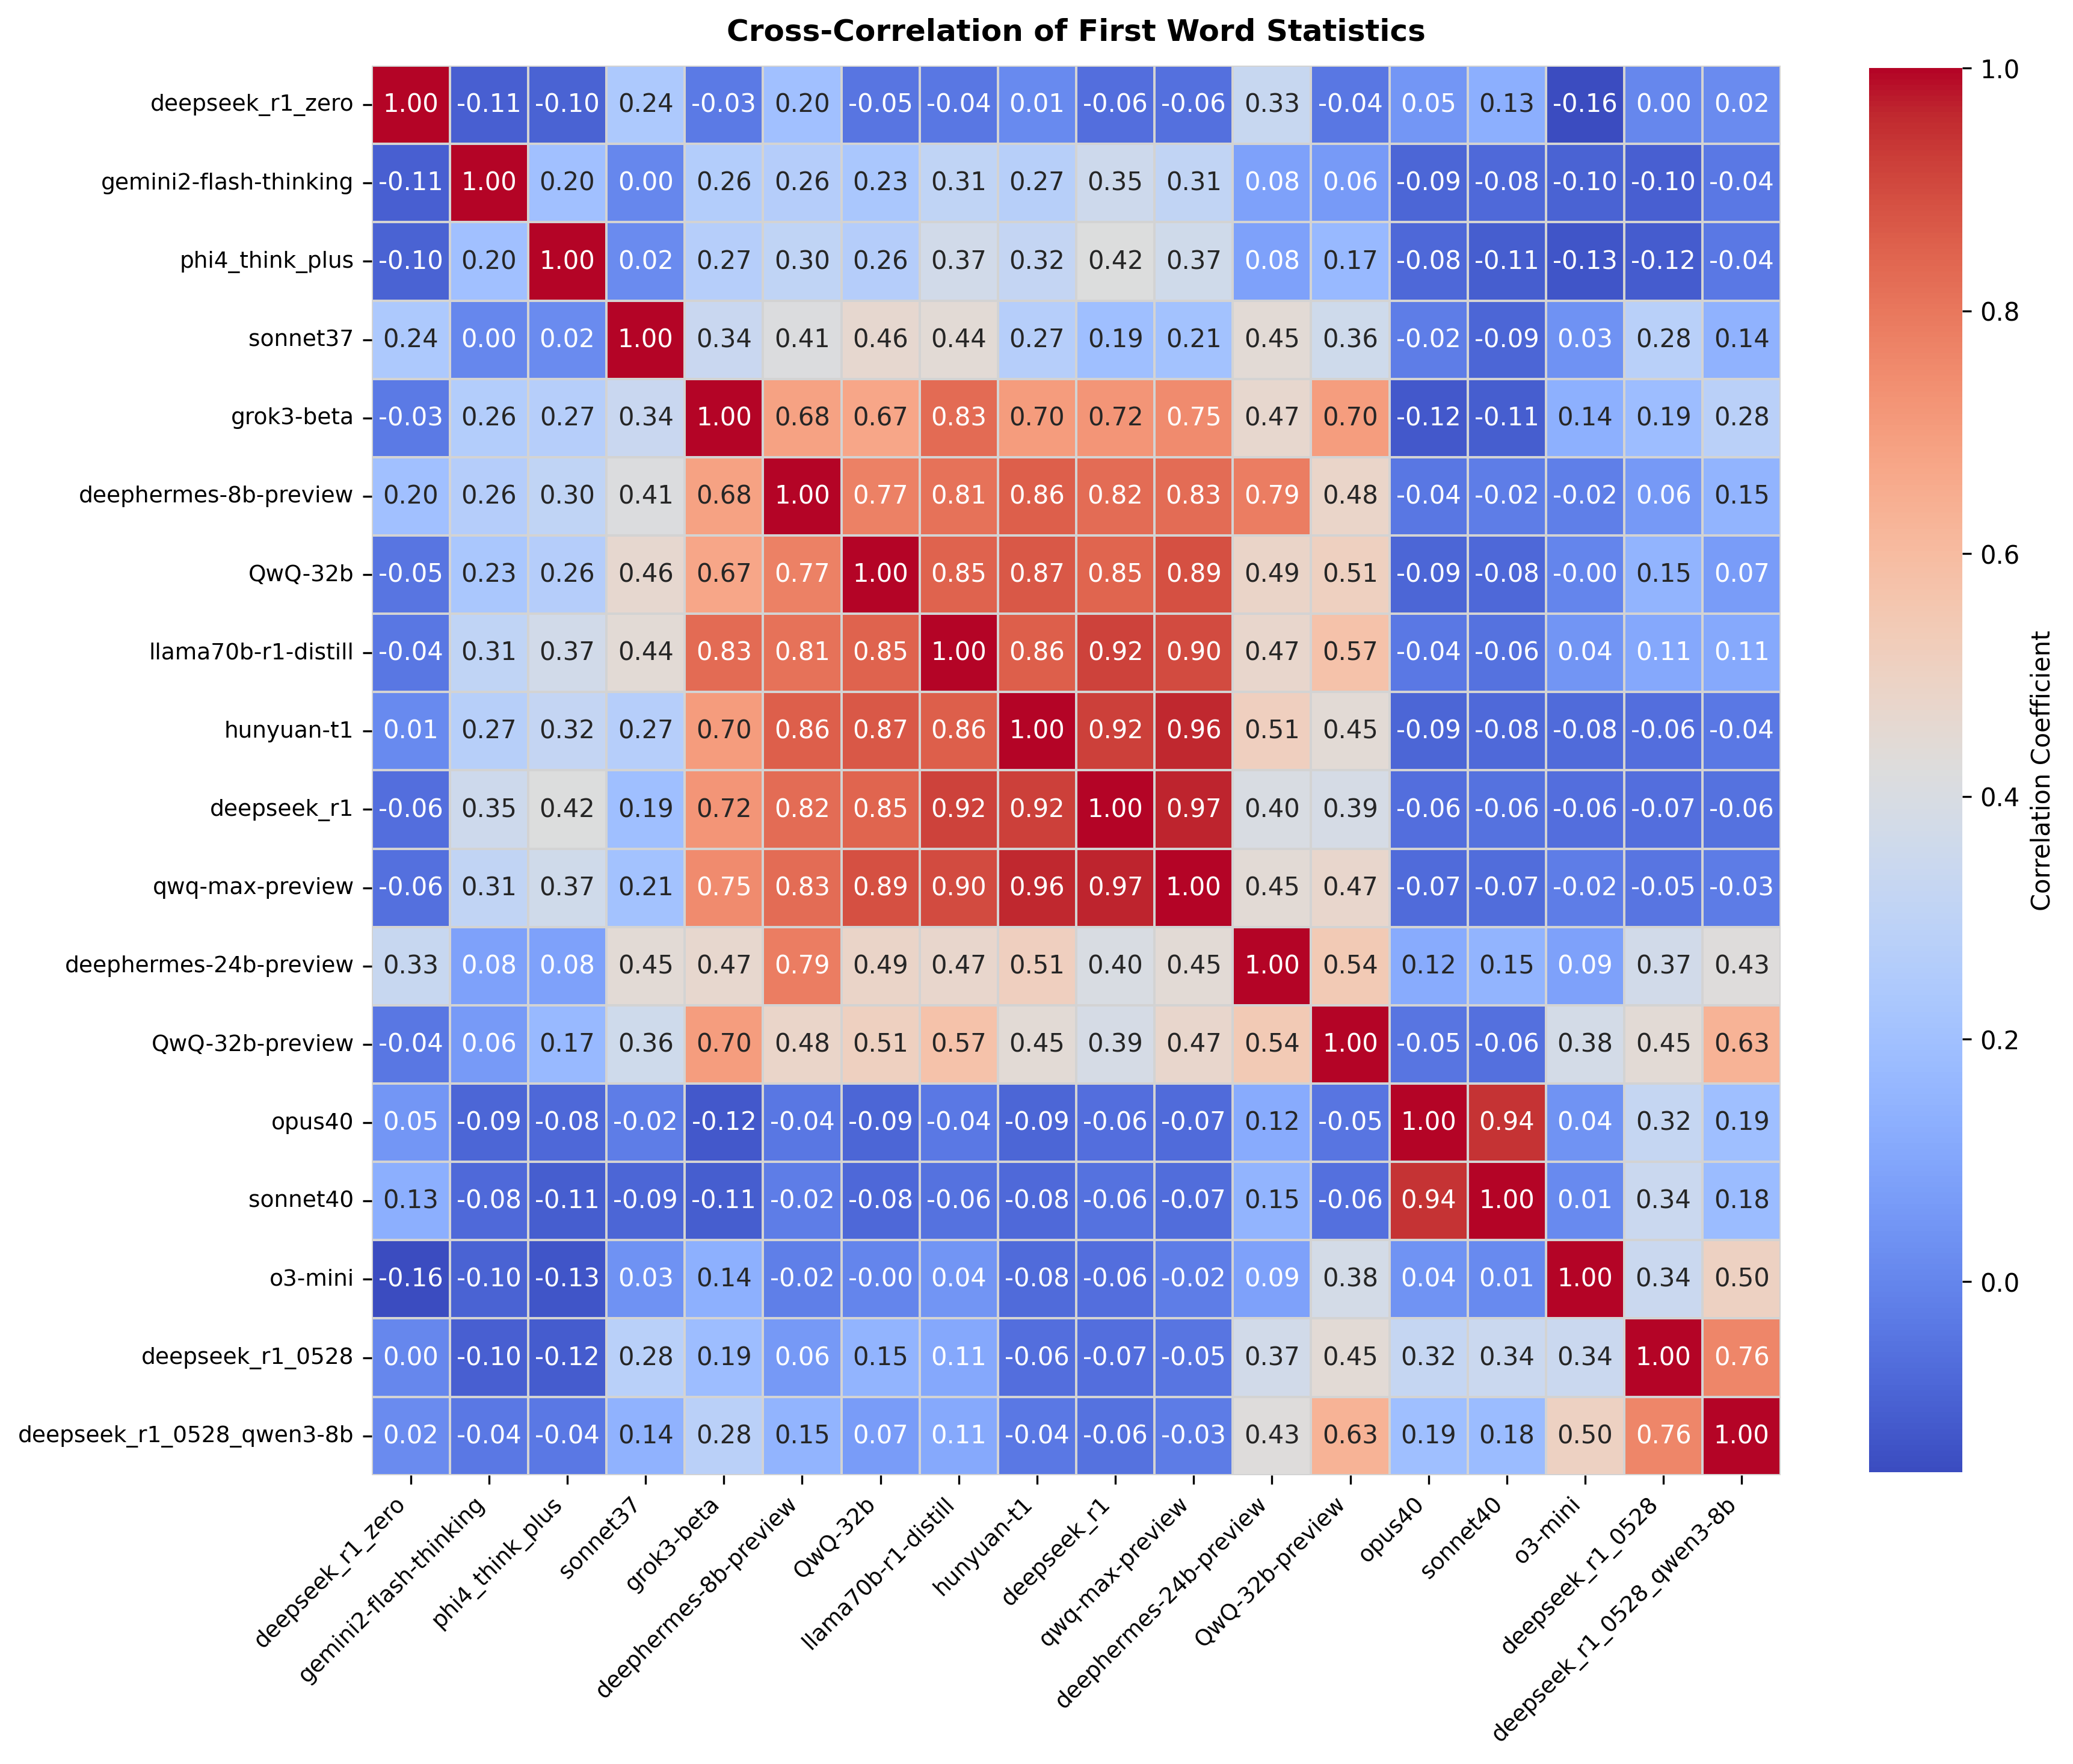 Cross-Correlation of First Word Statistics
deepseek_r1_zero 1.00 -0.11 -0.10 0.24 -0.03 0.20 -0.05 -0.04 0.01 -0.06 -0.06 0.33 -0.04 0.05 0.13 -0.16 0.00 0.02
gemini2-flash-thinking -0.11 1.00 0.20 0.00 0.26 0.26 0.23 0.31 0.27 0.35 0.31 0.08 0.06 -0.09 -0.08 -0.10 -0.10 -0.04
phi4_think_plus -0.10 0.20 1.00 0.02 0.27 0.30 0.26 0.37 0.32 0.42 0.37 0.08 0.17 -0.08 -0.11 -0.13 -0.12 -0.04
sonnet37 0.24 0.00 0.02 1.00 0.34 0.41 0.46 0.44 0.27 0.19 0.21 0.45 0.36 -0.02 -0.09 0.03 0.28 0.14
grok3-beta -0.03 0.26 0.27 0.34 1.00 0.68 0.67 0.83 0.70 0.72 0.75 0.47 0.70 -0.12 -0.11 0.14 0.19 0.28
deephermes-8b-preview 0.20 0.26 0.30 0.41 0.68 1.00 0.77 0.81 0.86 0.82 0.83 0.79 0.48 -0.04 -0.02 -0.02 0.06 0.15
QwQ-32b -0.05 0.23 0.26 0.46 0.67 0.77 1.00 0.85 0.87 0.85 0.89 0.49 0.51 -0.09 -0.08 -0.00 0.15 0.07
llama70b-r1-distill -0.04 0.31 0.37 0.44 0.83 0.81 0.85 1.00 0.86 0.92 0.90 0.47 0.57 -0.04 -0.06 0.04 0.11 0.11
hunyuan-t1 0.01 0.27 0.32 0.27 0.70 0.86 0.87 0.86 1.00 0.92 0.96 0.51 0.45 -0.09 -0.08 -0.08 -0.06 -0.04
deepseek_r1 -0.06 0.35 0.42 0.19 0.72 0.82 0.85 0.92 0.92 1.00 0.97 0.40 0.39 -0.06 -0.06 -0.06 -0.07 -0.06
qwq-max-preview -0.06 0.31 0.37 0.21 0.75 0.83 0.89 0.90 0.96 0.97 1.00 0.45 0.47 -0.07 -0.07 -0.02 -0.05 -0.03
deephermes-24b-preview 0.33 0.08 0.08 0.45 0.47 0.79 0.49 0.47 0.51 0.40 0.45 1.00 0.54 0.12 0.15 0.09 0.37 0.43
QwQ-32b-preview -0.04 0.06 0.17 0.36 0.70 0.48 0.51 0.57 0.45 0.39 0.47 0.54 1.00 -0.05 -0.06 0.38 0.45 0.63
opus40 0.05 -0.09 -0.08 -0.02 -0.12 -0.04 -0.09 -0.04 -0.09 -0.06 -0.07 0.12 -0.05 1.00 0.94 0.04 0.32 0.19
sonnet40 0.13 -0.08 -0.11 -0.09 -0.11 -0.02 -0.08 -0.06 -0.08 -0.06 -0.07 0.15 -0.06 0.94 1.00 0.01 0.34 0.18
o3-mini -0.16 -0.10 -0.13 0.03 0.14 -0.02 -0.00 0.04 -0.08 -0.06 -0.02 0.09 0.38 0.04 0.01 1.00 0.34 0.50
deepseek_r1_0528 0.00 -0.10 -0.12 0.28 0.19 0.06 0.15 0.11 -0.06 -0.07 -0.05 0.37 0.45 0.32 0.34 0.34 1.00 0.76
deepseek_r1_0528_qwen3-8b 0.02 -0.04 -0.04 0.14 0.28 0.15 0.07 0.11 -0.04 -0.06 -0.03 0.43 0.63 0.19 0.18 0.50 0.76 1.00
deepseek_r1_zero
gemini2-flash-thinking
phi4_think_plus
sonnet37
grok3-beta
deephermes-8b-preview
QwQ-32b
llama70b-r1-distill
hunyuan-t1
deepseek_r1
qwq-max-preview
deephermes-24b-preview
QwQ-32b-preview
opus40
sonnet40
o3-mini
deepseek_r1_0528
deepseek_r1_0528_qwen3-8b
1.0
0.8
0.6
0.4
0.2
0.0
Correlation Coefficient